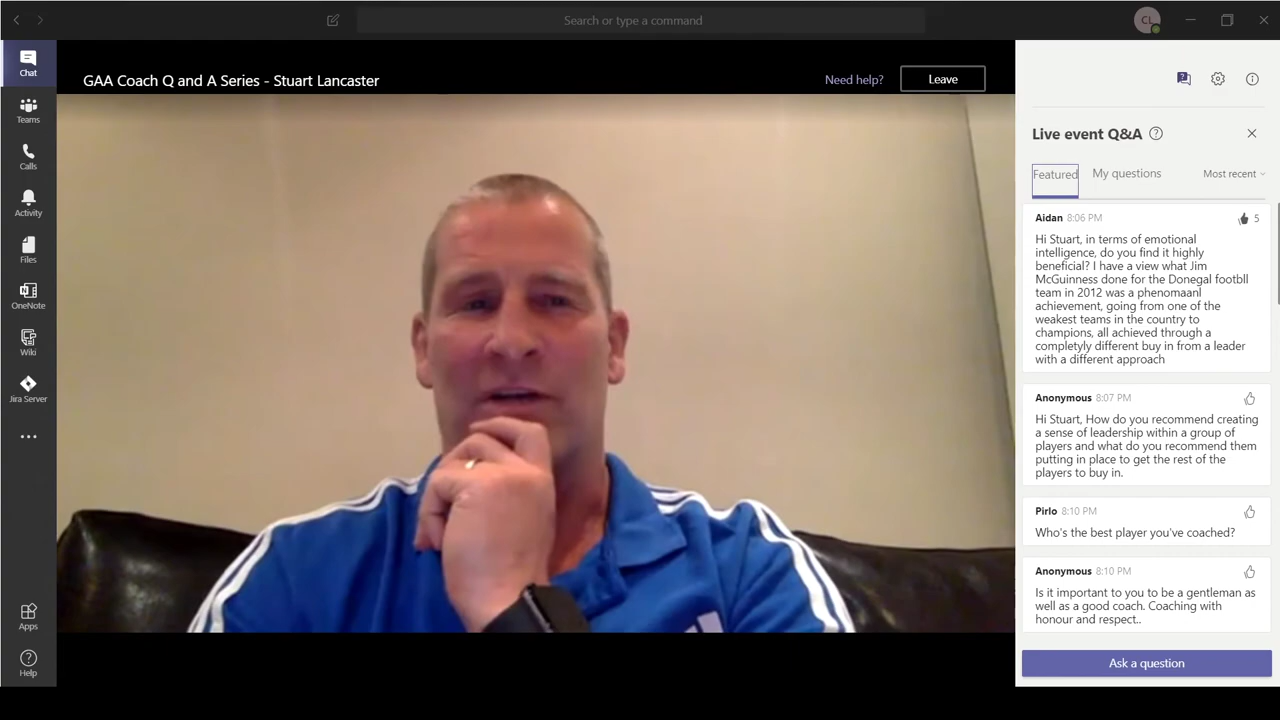 Search or type a command
CL
Chat
Teams
Calls
Activity
Files
OneNote
Wiki
Jira Server
Apps
Help
GAA Coach Q and A Series - Stuart Lancaster
Need help?
Leave
Live event Q&A
Featured
My questions
Most recent
Aidan 8:06 PM
5
Hi Stuart, in terms of emotional
intelligence, do you find it highly
beneficial? I have a view what Jim
McGuinness done for the Donegal footbll
team in 2012 was a phenomaanl
achievement, going from one of the
weakest teams in the country to
champions, all achieved through a
completyly different buy in from a leader
with a different approach
Anonymous 8:07 PM
Hi Stuart, How do you recommend creating
a sense of leadership within a group of
players and what do you recommend them
putting in place to get the rest of the
players to buy in.
Pirlo 8:10 PM
Who's the best player you've coached?
Anonymous 8:10 PM
Is it important to you to be a gentleman as
well as a good coach. Coaching with
honour and respect..
Ask a question